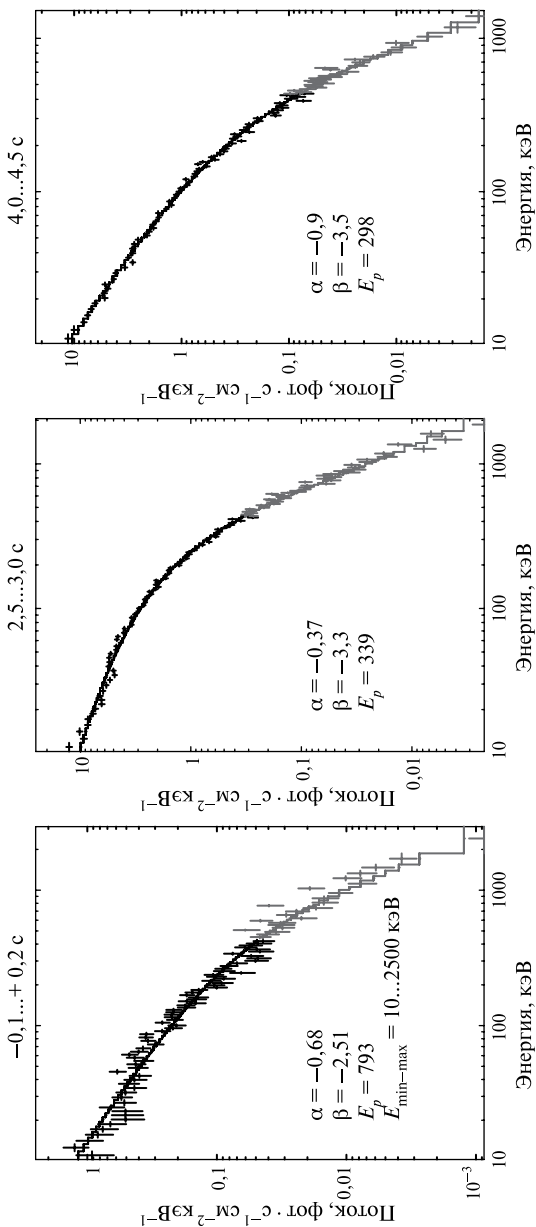 −0,1...+ 0,2 с
Поток, фот · с⁻¹ см⁻² кэВ⁻¹
1
0,1
0,01
10⁻³
α = −0,68
β = −2,51
Eₚ = 793
E min−max = 10...2500 кэВ
10
100
1000
Энергия, кэВ
2,5...3,0 с
Поток, фот · с⁻¹ см⁻² кэВ⁻¹
10
1
0,1
0,01
α = −0,37
β = −3,3
Eₚ = 339
10
100
1000
Энергия, кэВ
4,0...4,5 с
Поток, фот · с⁻¹ см⁻² кэВ⁻¹
10
1
0,1
0,01
α = −0,9
β = −3,5
Eₚ = 298
10
100
1000
Энергия, кэВ